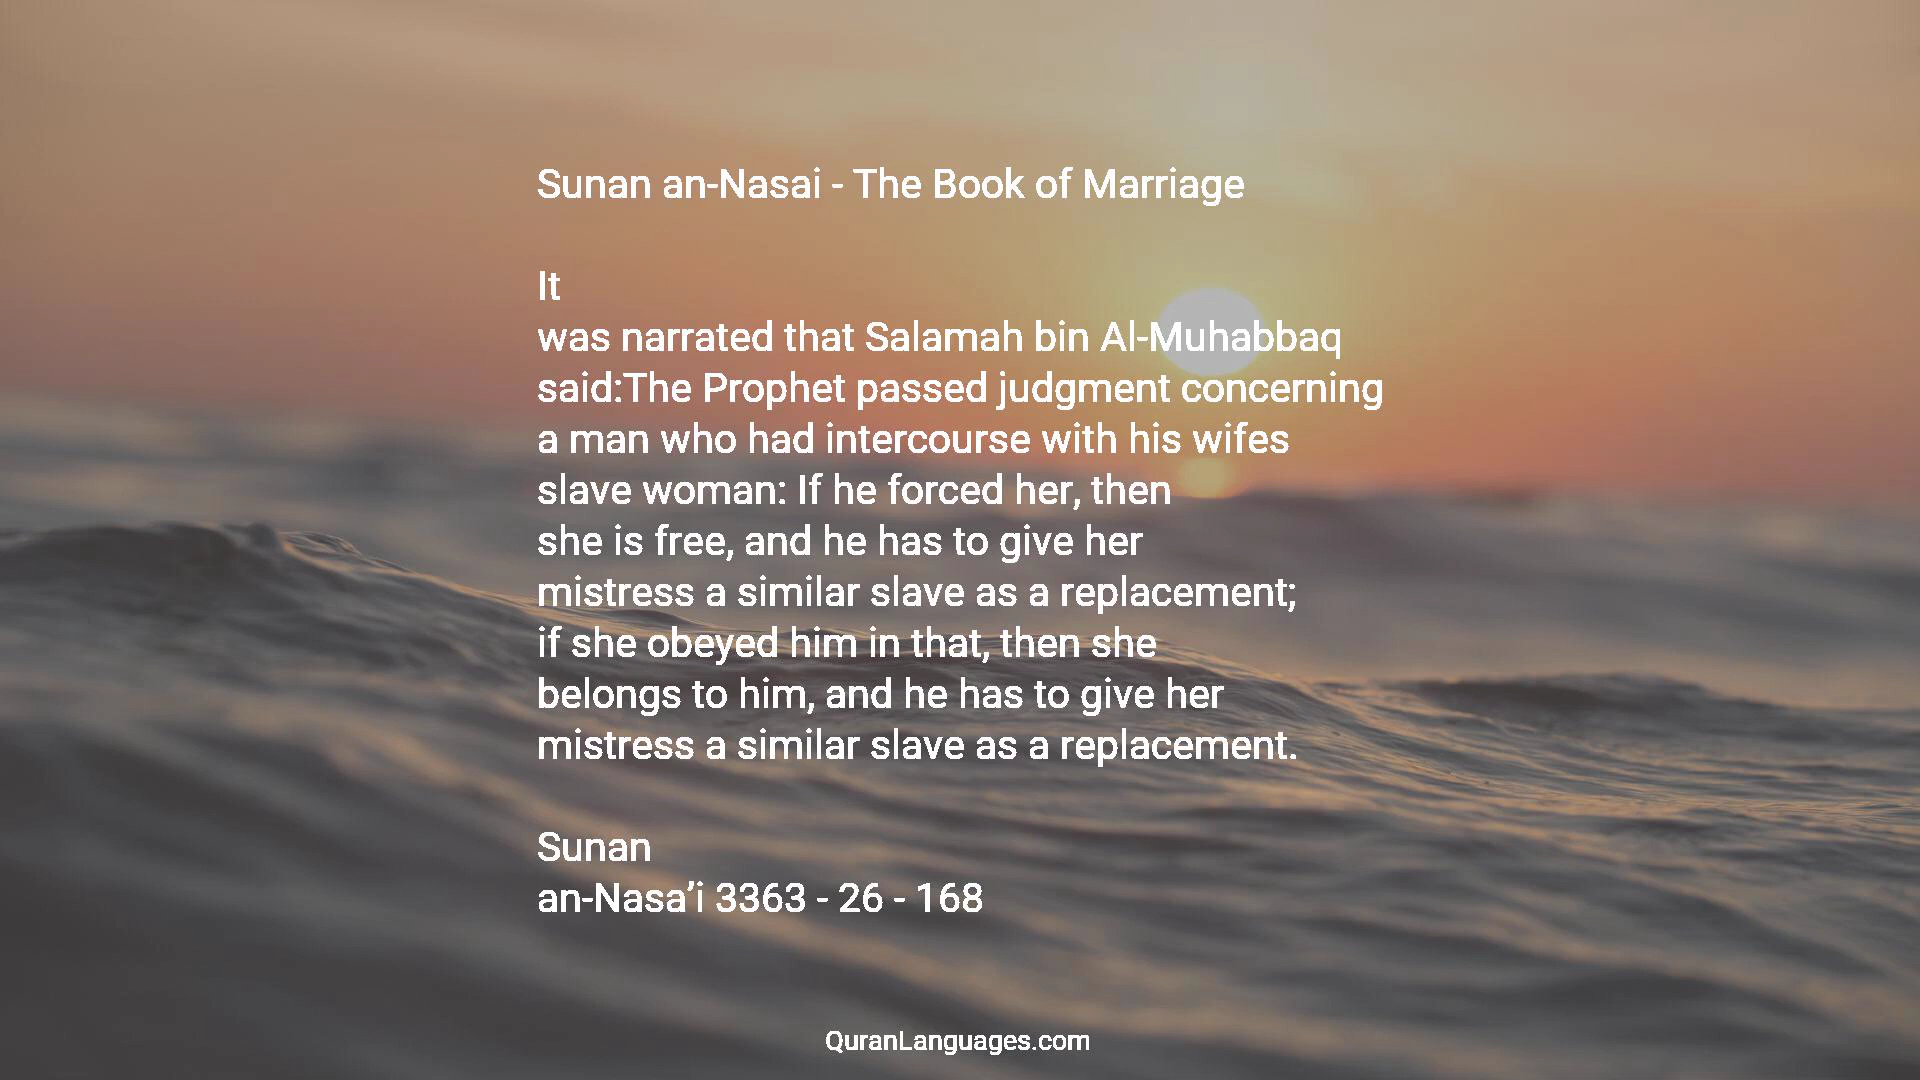 Sunan an-Nasai - The Book of Marriage
It
was narrated that Salamah bin Al-Muhabbaq
said:The Prophet passed judgment concerning
a man who had intercourse with his wifes
slave woman: If he forced her, then
she is free, and he has to give her
mistress a similar slave as a replacement;
if she obeyed him in that, then she
belongs to him, and he has to give her
mistress a similar slave as a replacement.
Sunan
an-Nasa’i 3363 - 26 - 168
QuranLanguages.com